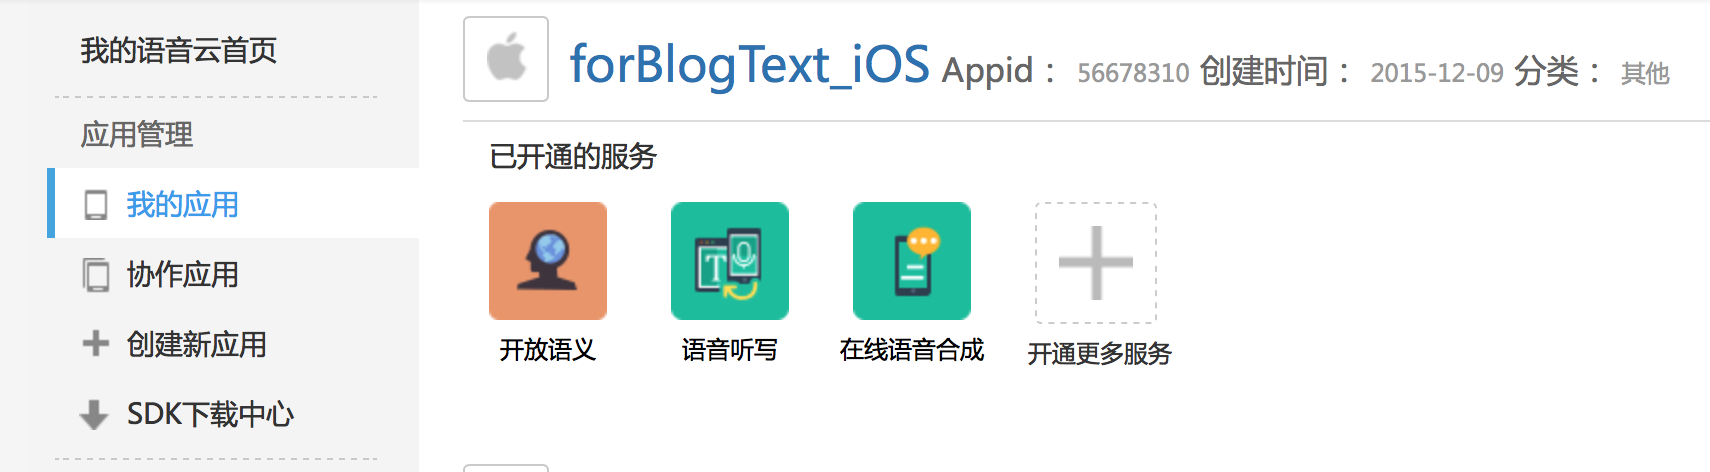 我的语音云首页
应用管理
我的应用
协作应用
创建新应用
SDK下载中心
forBlogText_iOS Appid： 56678310 创建时间： 2015-12-09 分类： 其他
已开通的服务
T
开放语义 语音听写 在线语音合成 开通更多服务